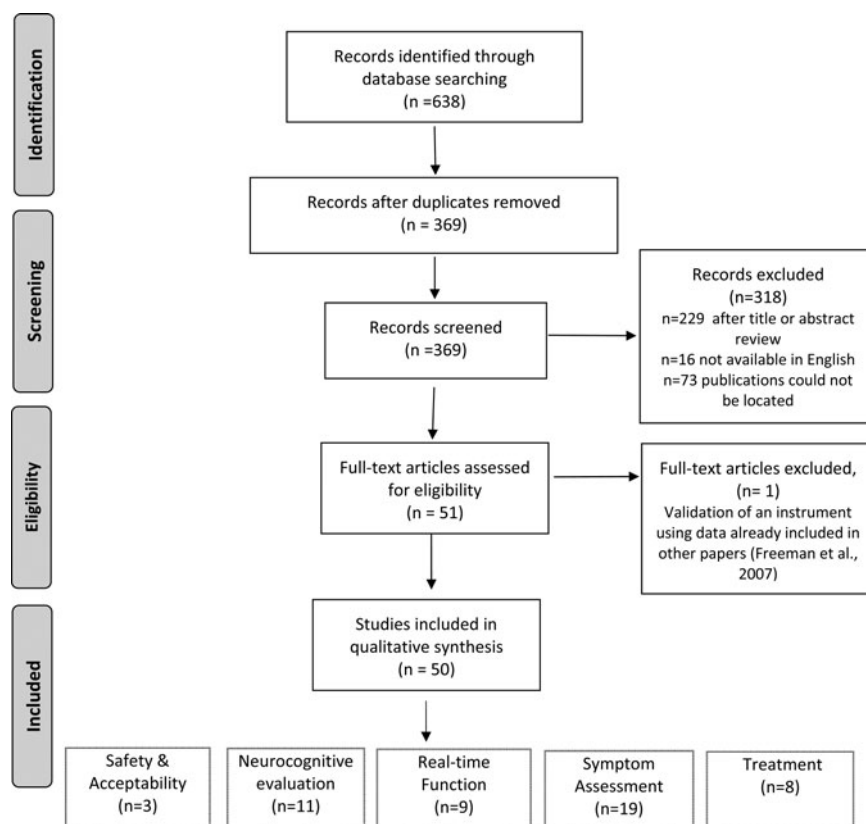 Identification
Records identified through
database searching
(n =638)
Records after duplicates removed
(n = 369)
Screening
Records screened
(n =369)
Records excluded
(n=318)
n=229  after title or abstract
review
n=16 not available in English
n=73 publications could not
be located
Eligibility
Full-text articles assessed
for eligibility
(n = 51)
Full-text articles excluded,
(n= 1)
Validation of an instrument
using data already included in
other papers (Freeman et al.,
2007)
Included
Studies included in
qualitative synthesis
(n = 50)
Safety &
Acceptability
(n=3)
Neurocognitive
evaluation
(n=11)
Real-time
Function
(n=9)
Symptom
Assessment
(n=19)
Treatment
(n=8)